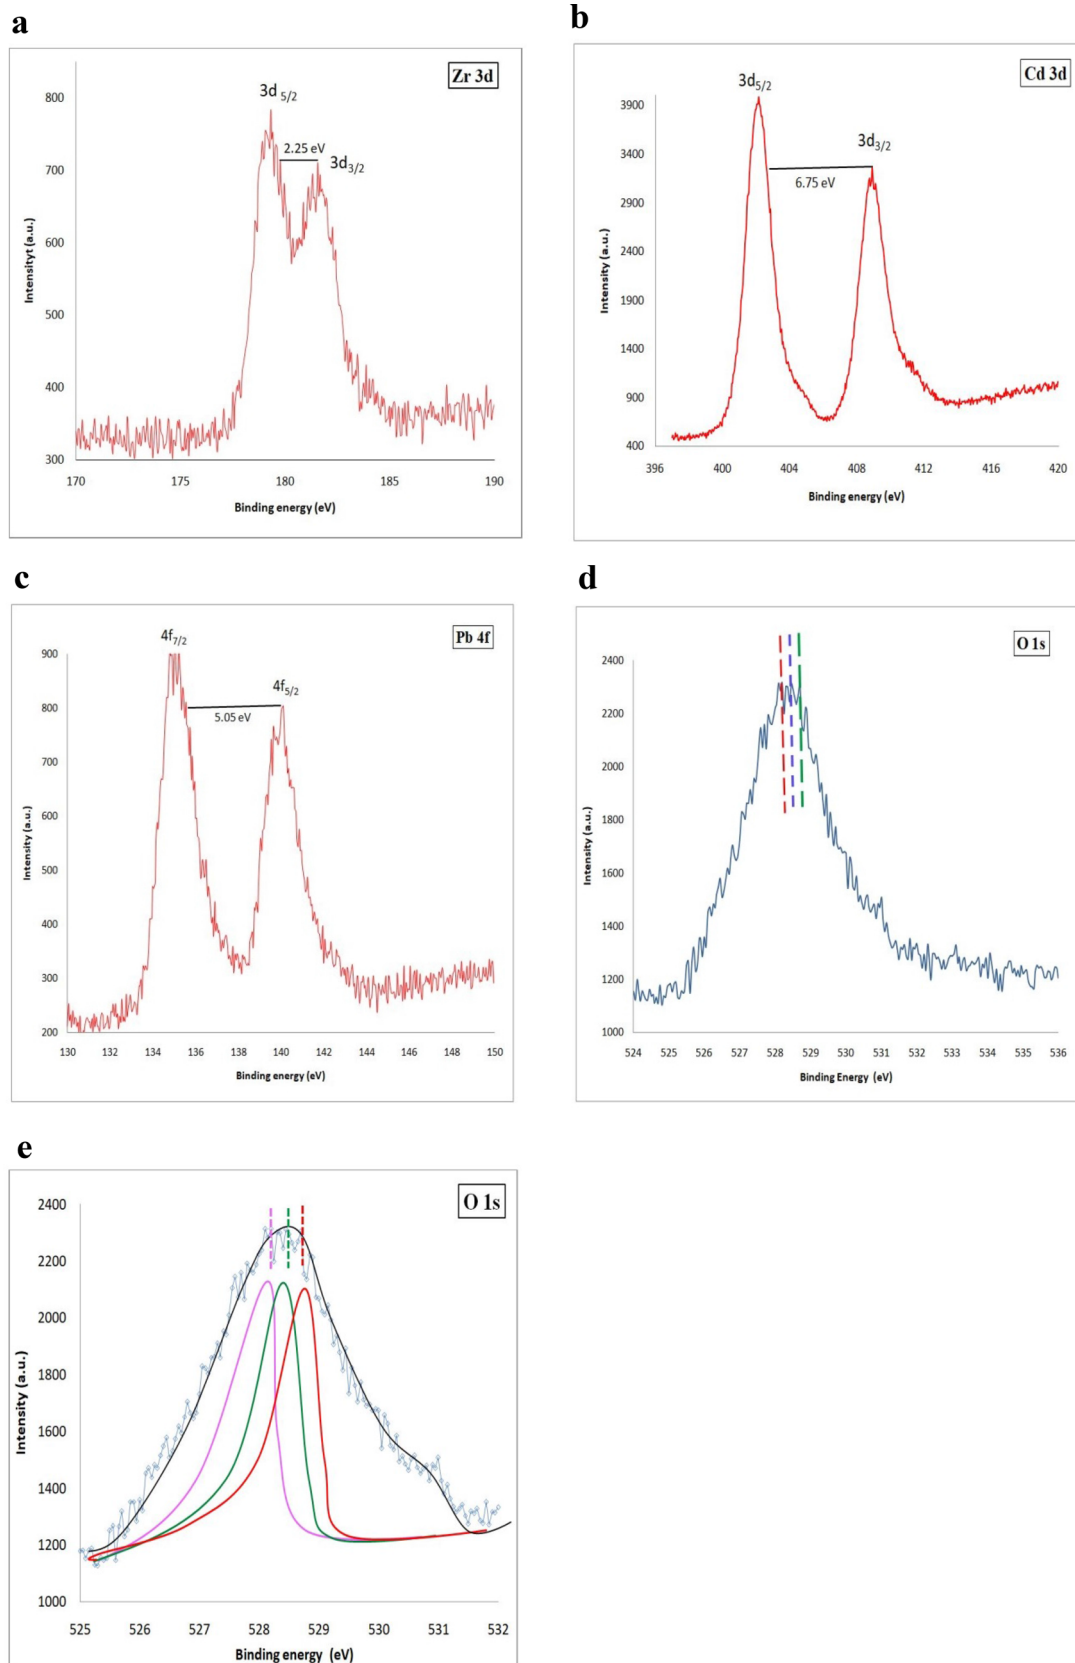 a
Zr 3d
3d 5/2
2.25 eV
3d3/2
800
700
600
500
400
300
Intensityt (a.u.)
170 175 180 185 190
Binding energy (eV)
b
Cd 3d
3d5/2
3d3/2
6.75 eV
3900
3400
2900
2400
1900
1400
900
400
Intensity (a.u.)
396 400 404 408 412 416 420
Binding energy (eV)
c
Pb 4f
4f7/2
4f5/2
5.05 eV
900
800
700
600
500
400
300
200
Intensity (a.u.)
130 132 134 136 138 140 142 144 146 148 150
Binding energy (eV)
d
O 1s
2400
2200
2000
1800
1600
1400
1200
1000
Intensity (a.u.)
524 525 526 527 528 529 530 531 532 533 534 535 536
Binding Energy (eV)
e
O 1s
2400
2200
2000
1800
1600
1400
1200
1000
Intensity (a.u.)
525 526 527 528 529 530 531 532
Binding energy (eV)